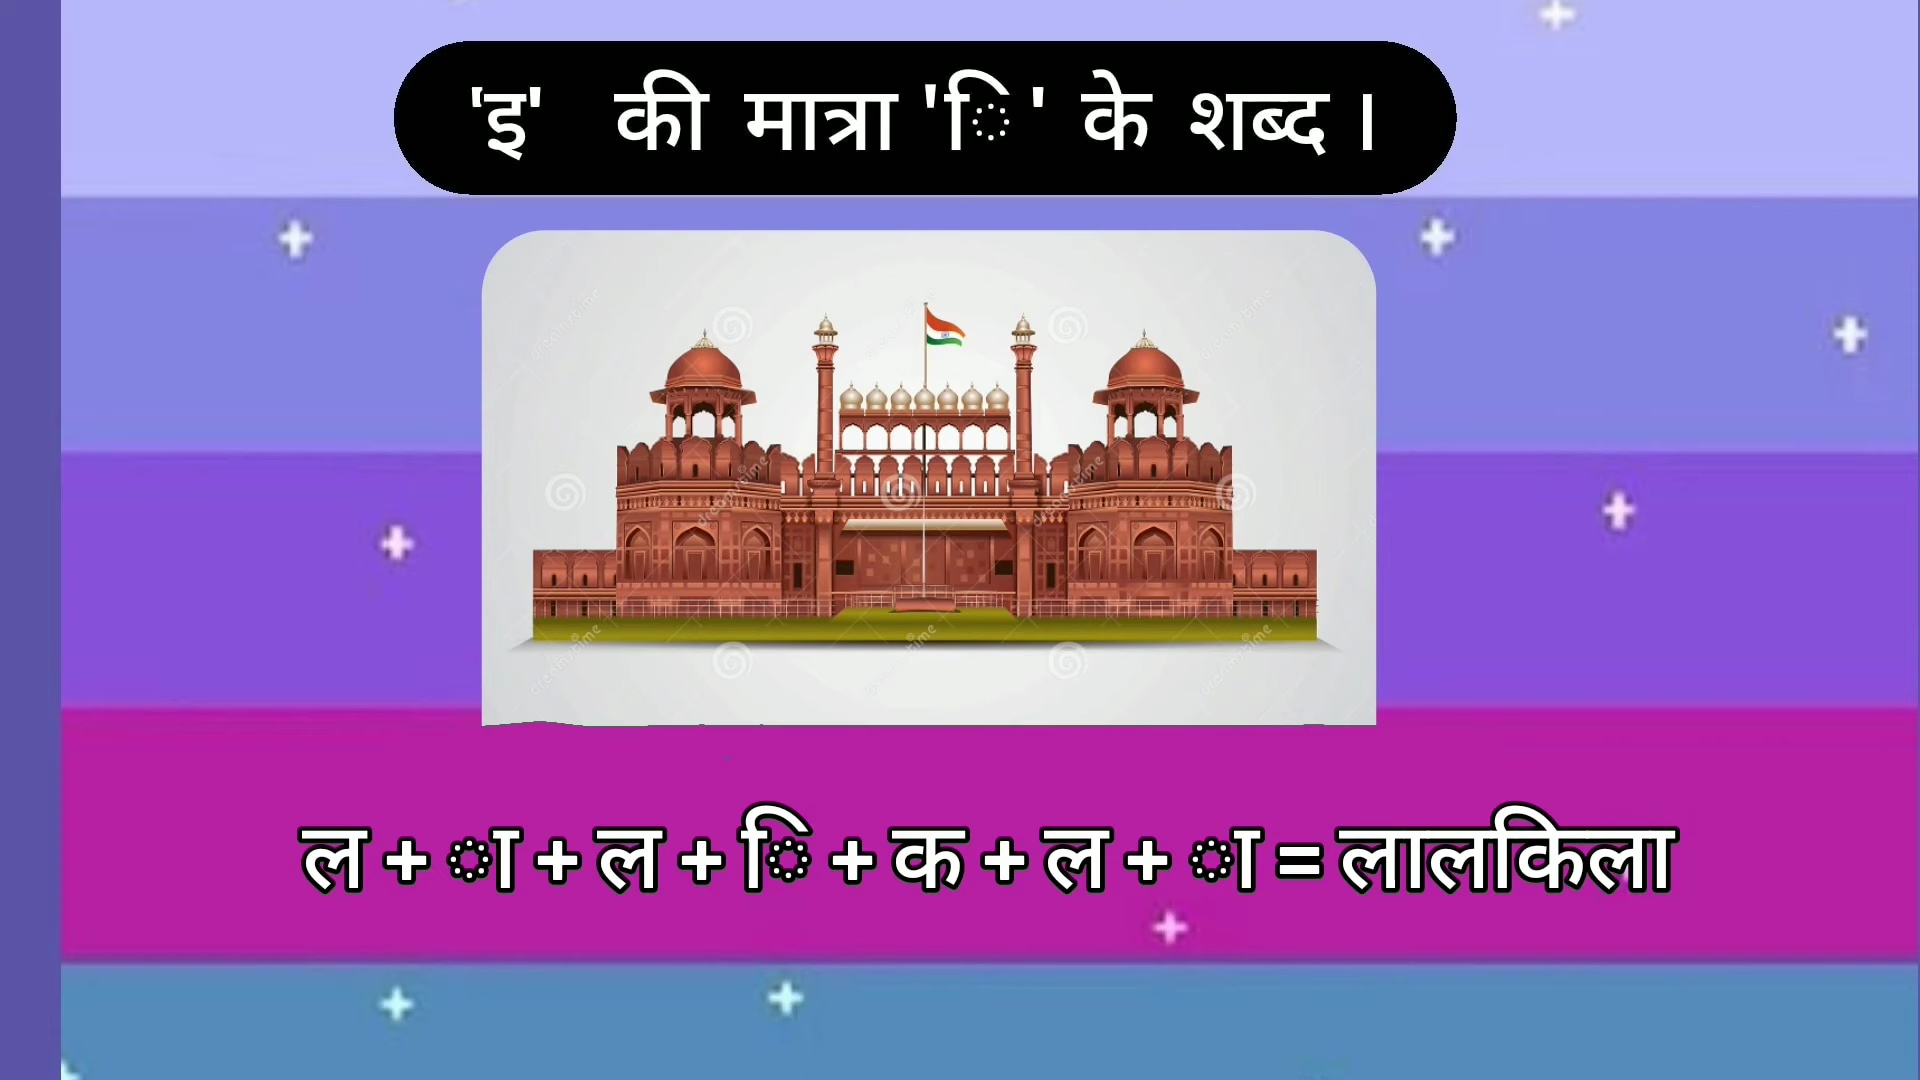 'इ' की मात्रा 'ि' के शब्द ।
ल + ा + ल + ि + क + ल + ा = लालकिला